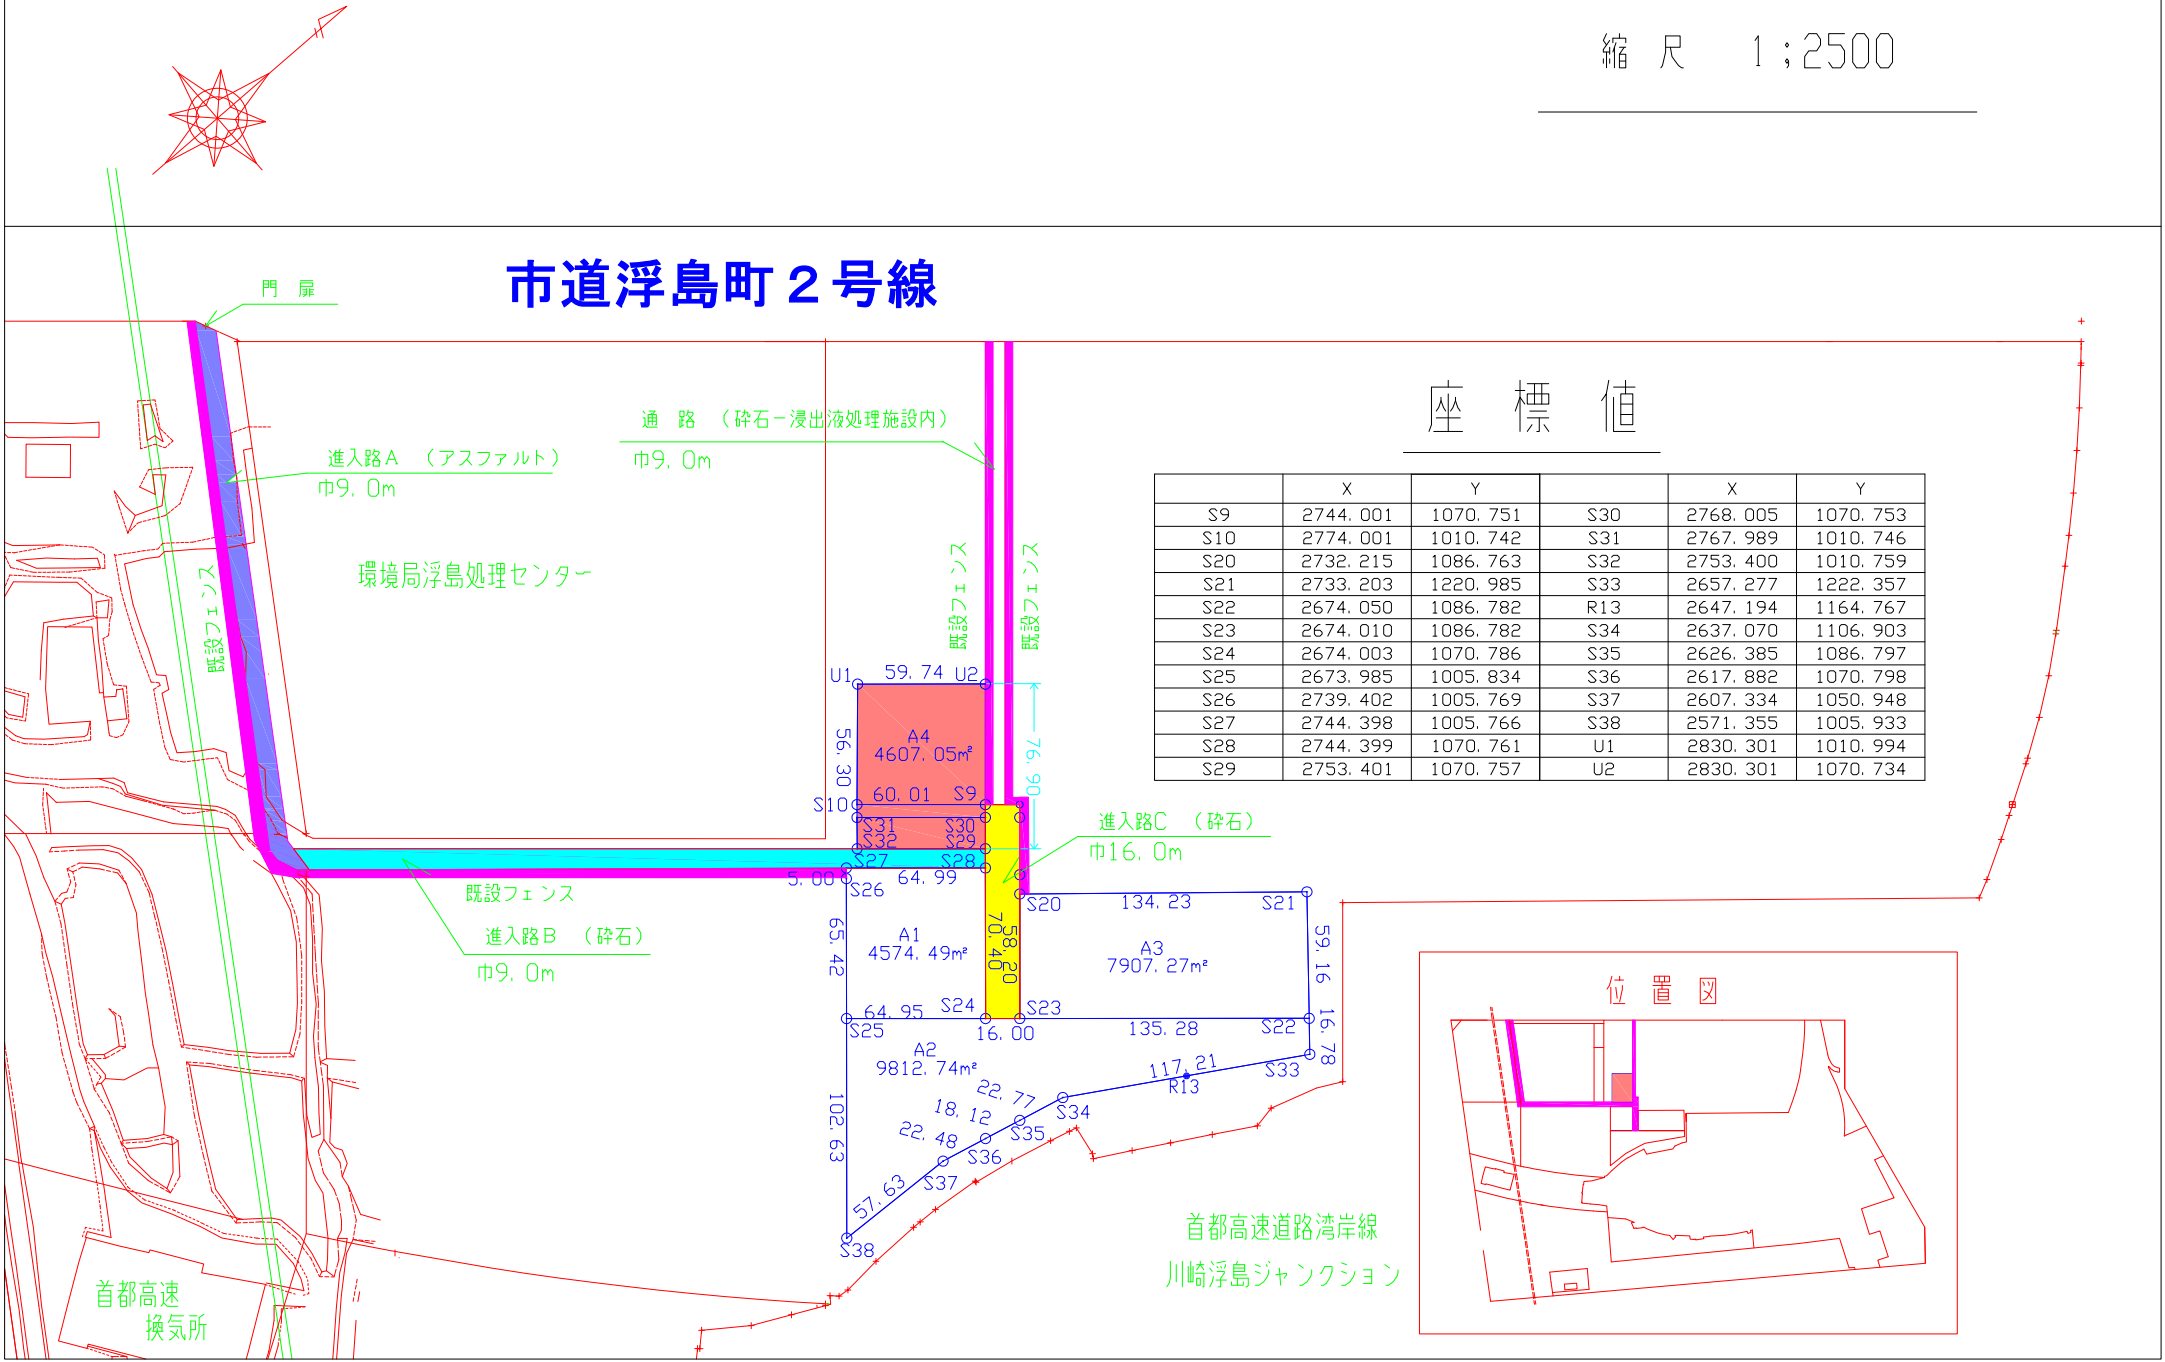 縮 尺 1:2500
市道浮島町２号線
門 扉
通 路 （砕石－浸出液処理施設内）
巾9.0m
進入路A （アスファルト）
巾9.0m
環境局浮島処理センター
既設フェンス
既設フェンス
既設フェンス
座 標 値
X Y X Y
S9 2744.001 1070.751 S30 2768.005 1070.753
S10 2774.001 1010.742 S31 2767.989 1010.746
S20 2732.215 1086.763 S32 2753.400 1010.759
S21 2733.203 1220.985 S33 2657.277 1222.357
S22 2674.050 1086.782 R13 2647.194 1164.767
S23 2674.010 1086.782 S34 2637.070 1106.903
S24 2674.003 1070.786 S35 2626.385 1086.797
S25 2673.985 1005.834 S36 2617.882 1070.798
S26 2739.402 1005.769 S37 2607.334 1050.948
S27 2744.398 1005.766 S38 2571.355 1005.933
S28 2744.399 1070.761 U1 2830.301 1010.994
S29 2753.401 1070.757 U2 2830.301 1070.734
U1 59.74 U2
56.30
A4
4607.05m²
76.90
S10 60.01 S9
S31 S30
S32 S29
S27 S28
5.00 64.99
S26
進入路C （砕石）
巾16.0m
既設フェンス
進入路B （砕石）
巾9.0m
S20 134.23 S21
65.42
A1
4574.49m²
70.40
58.20
A3
7907.27m²
59.16
64.95 S24 S23
S25 16.00 135.28 S22
16.78
A2
9812.74m²
117.21
R13
S33
22.77
S34
18.12
S35
22.48
S36
102.63
S37
57.63
S38
首都高速道路湾岸線
川崎浮島ジャンクション
首都高速
換気所
位 置 図